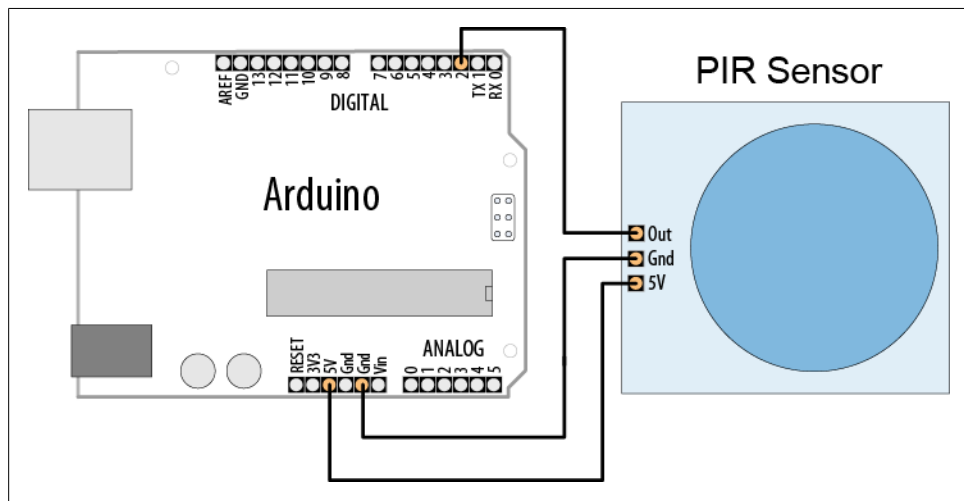 AREF
GND
13
12
11
10
9
8
7
6
5
4
3
2
TX 1
RX 0
DIGITAL
PIR Sensor
Arduino
Out
Gnd
5V
RESET
3V3
5V
Gnd
Gnd
Vin
ANALOG
0
1
2
3
4
5